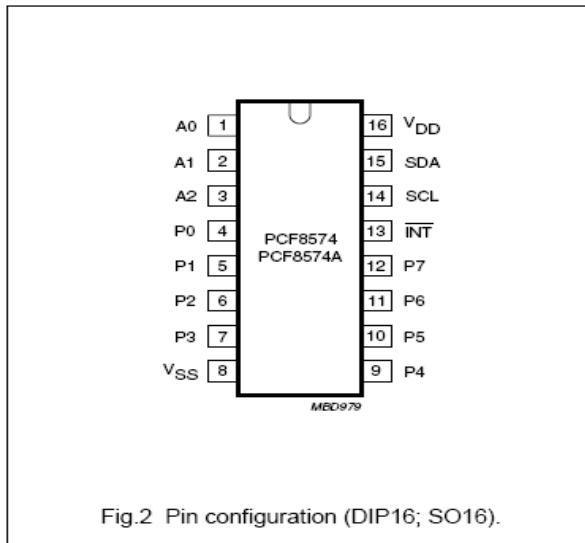 A0 1 16 VDD
A1 2 15 SDA
A2 3 14 SCL
P0 4 13 INT
PCF8574
PCF8574A
P1 5 12 P7
P2 6 11 P6
P3 7 10 P5
VSS 8 9 P4
MBD979
Fig.2 Pin configuration (DIP16; SO16).